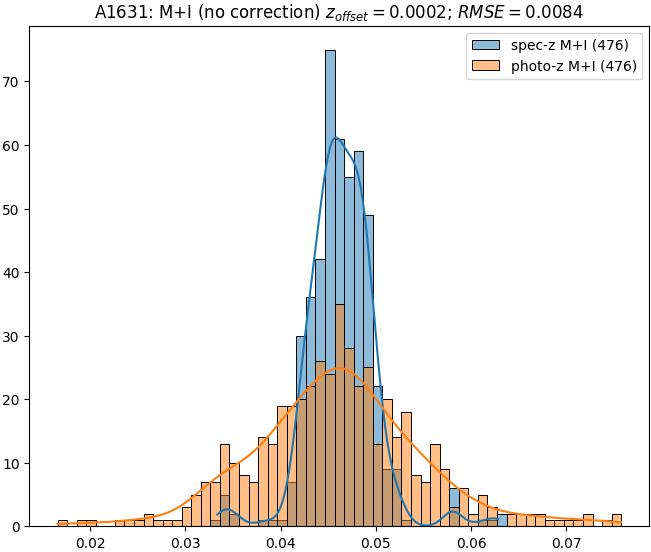 A1631: M+I (no correction) z_offset = 0.0002; RMSE = 0.0084
spec-z M+I (476)
photo-z M+I (476)
70
60
50
40
30
20
10
0
0.02 0.03 0.04 0.05 0.06 0.07